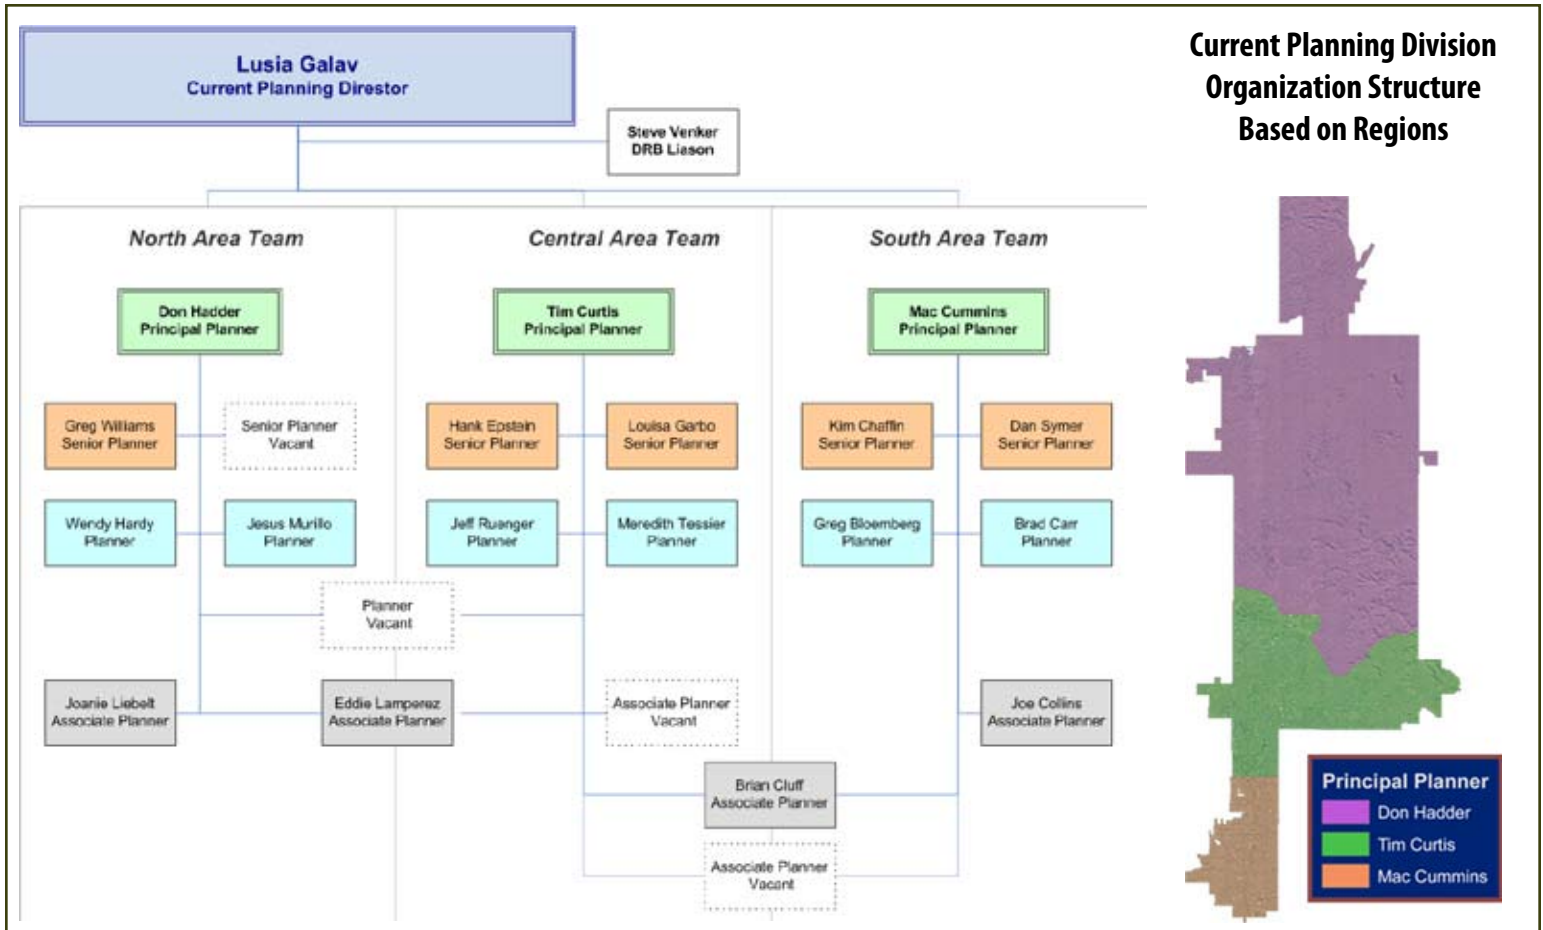 Lusia Galav
Current Planning Direstor
Steve Venker
DRB Liason
Current Planning Division
Organization Structure
Based on Regions
North Area Team
Central Area Team
South Area Team
Don Hadder
Principal Planner
Tim Curtis
Principal Planner
Mac Cummins
Principal Planner
Greg Williams
Senior Planner
Senior Planner
Vacant
Hank Epstein
Senior Planner
Louisa Garbo
Senior Planner
Kim Chaffin
Senior Planner
Dan Symer
Senior Planner
Wendy Hardy
Planner
Jesus Murillo
Planner
Jeff Ruenger
Planner
Meredith Tessier
Planner
Greg Bloemberg
Planner
Brad Carr
Planner
Planner
Vacant
Joanie Liebelt
Associate Planner
Eddie Lamperez
Associate Planner
Associate Planner
Vacant
Joe Collins
Associate Planner
Brian Cluff
Associate Planner
Associate Planner
Vacant
Principal Planner
Don Hadder
Tim Curtis
Mac Cummins